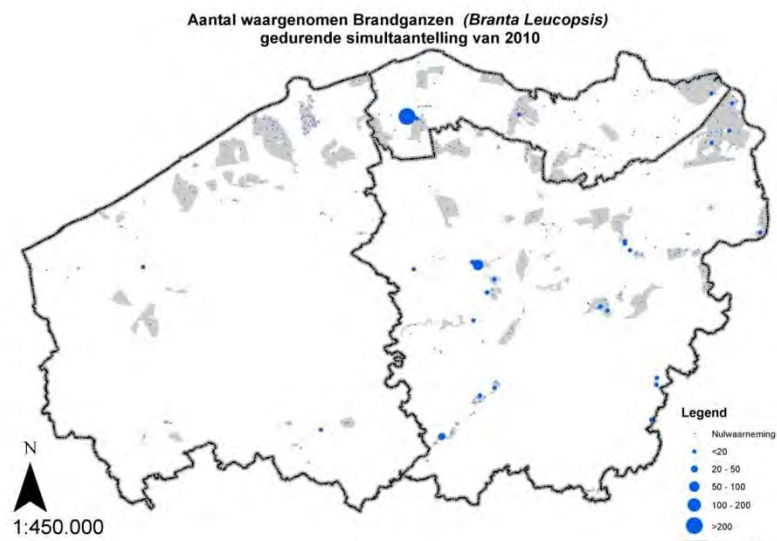 Aantal waargenomen Brandganzen (Branta Leucopsis)
gedurende simultaantelling van 2010
Legend
Nulwaarneming
<20
20 - 50
50 - 100
100 - 200
>200
N
1:450.000